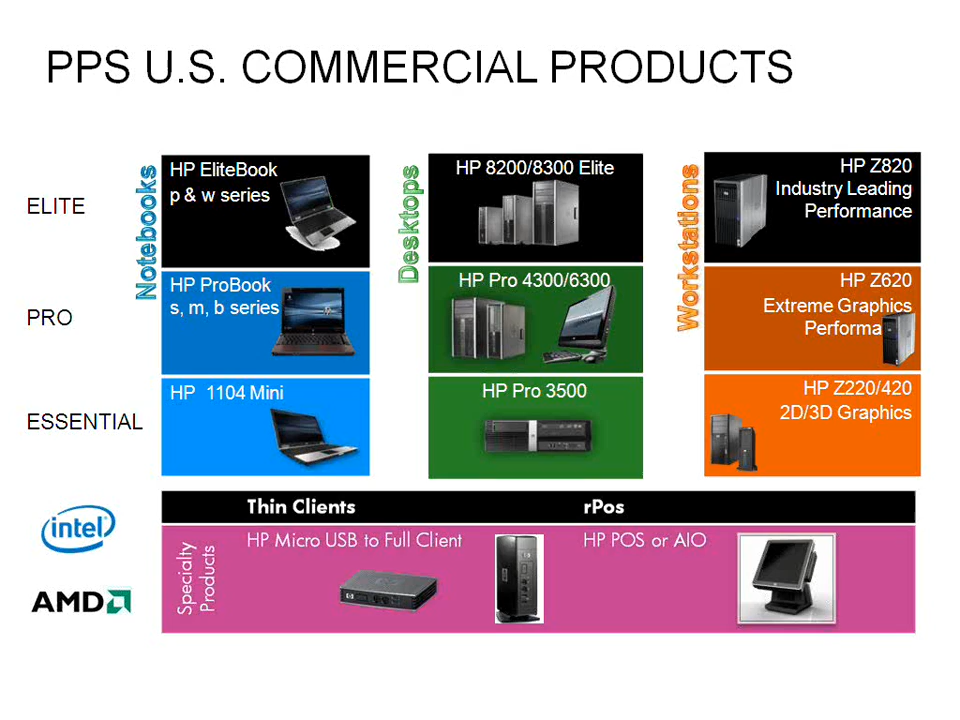 PPS U.S. COMMERCIAL PRODUCTS
ELITE
PRO
ESSENTIAL
Notebooks
HP EliteBook
p & w series
HP ProBook
s, m, b series
HP 1104 Mini
Desktops
HP 8200/8300 Elite
HP Pro 4300/6300
HP Pro 3500
Workstations
HP Z820
Industry Leading
Performance
HP Z620
Extreme Graphics
Performa
HP Z220/420
2D/3D Graphics
intel
AMD
Thin Clients
rPos
Specialty
Products
HP Micro USB to Full Client
HP POS or AIO